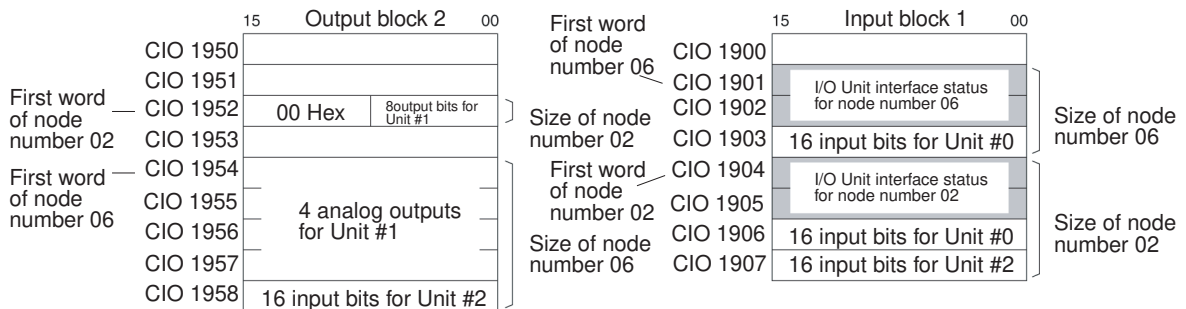 15 Output block 2 00
CIO 1950
CIO 1951
First word
of node
number 02
CIO 1952
00 Hex
8output bits for
Unit #1
Size of node
number 02
CIO 1953
First word
of node
number 06
CIO 1954
CIO 1955
CIO 1956
CIO 1957
4 analog outputs
for Unit #1
Size of node
number 06
CIO 1958
16 input bits for Unit #2
15 Input block 1 00
First word
of node
number 06
CIO 1900
CIO 1901
CIO 1902
I/O Unit interface status
for node number 06
Size of node
number 06
CIO 1903
16 input bits for Unit #0
First word
of node
number 02
CIO 1904
CIO 1905
I/O Unit interface status
for node number 02
Size of node
number 02
CIO 1906
16 input bits for Unit #0
CIO 1907
16 input bits for Unit #2